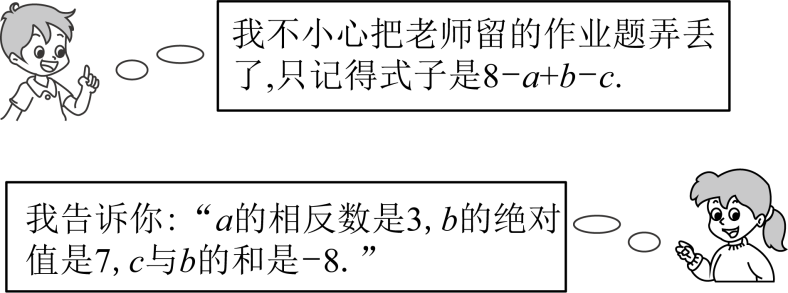 我不小心把老师留的作业题弄丢
了,只记得式子是8-a+b-c.
我告诉你:“a的相反数是3,b的绝对
值是7,c与b的和是-8.”